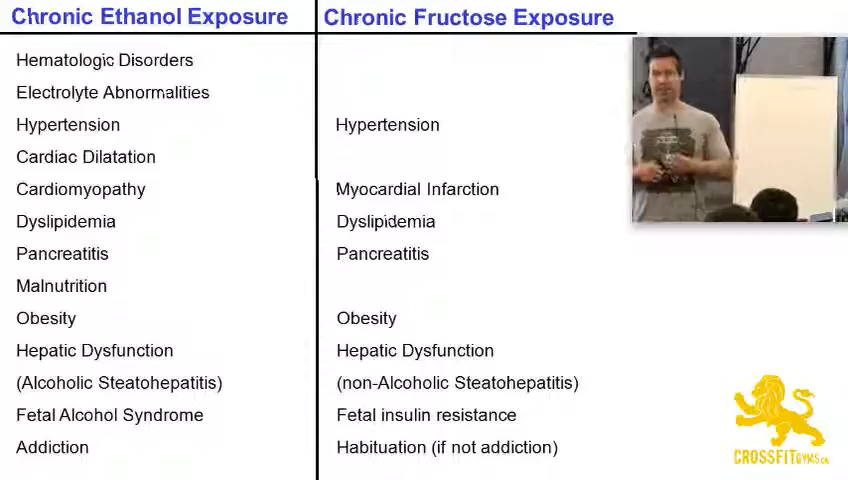 Chronic Ethanol Exposure
Chronic Fructose Exposure
Hematologic Disorders
Electrolyte Abnormalities
Hypertension
Hypertension
Cardiac Dilatation
Cardiomyopathy
Myocardial Infarction
Dyslipidemia
Dyslipidemia
Pancreatitis
Pancreatitis
Malnutrition
Obesity
Obesity
Hepatic Dysfunction
Hepatic Dysfunction
(Alcoholic Steatohepatitis)
(non-Alcoholic Steatohepatitis)
Fetal Alcohol Syndrome
Fetal insulin resistance
Addiction
Habituation (if not addiction)
CROSSFITGYMS.CA